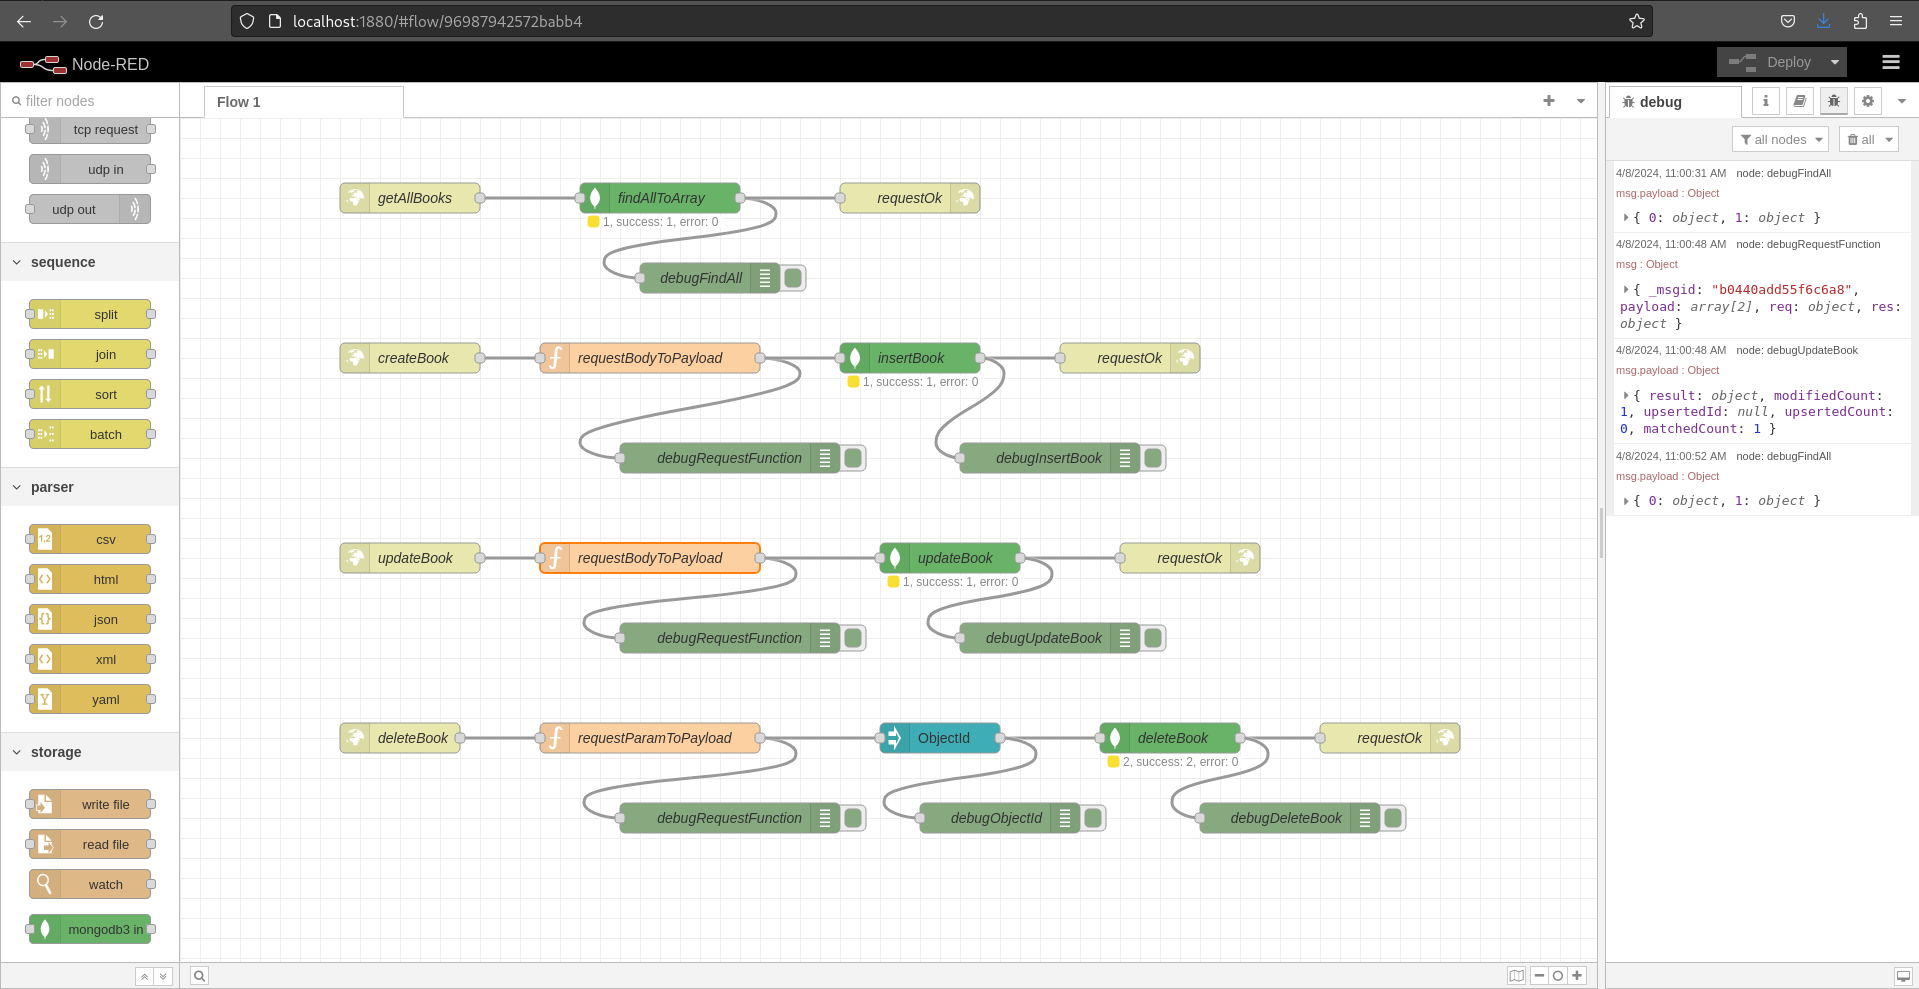 localhost:1880/#flow/96987942572babb4
Node-RED
Deploy
filter nodes
tcp request
udp in
udp out
sequence
split
join
sort
batch
parser
csv
html
json
xml
yaml
storage
write file
read file
watch
mongodb3 in
Flow 1
getAllBooks
findAllToArray
requestOk
1, success: 1, error: 0
debugFindAll
createBook
requestBodyToPayload
insertBook
requestOk
1, success: 1, error: 0
debugRequestFunction
debugInsertBook
updateBook
requestBodyToPayload
updateBook
requestOk
1, success: 1, error: 0
debugRequestFunction
debugUpdateBook
deleteBook
requestParamToPayload
ObjectId
deleteBook
requestOk
2, success: 2, error: 0
debugRequestFunction
debugObjectId
debugDeleteBook
debug
all nodes
all
4/8/2024, 11:00:31 AM node: debugFindAll
msg.payload : Object
{ 0: object, 1: object }
4/8/2024, 11:00:48 AM node: debugRequestFunction
msg : Object
{ _msgid: "b0440add55f6c6a8",
payload: array[2], req: object, res:
object }
4/8/2024, 11:00:48 AM node: debugUpdateBook
msg.payload : Object
{ result: object, modifiedCount:
1, upsertedId: null, upsertedCount:
0, matchedCount: 1 }
4/8/2024, 11:00:52 AM node: debugFindAll
msg.payload : Object
{ 0: object, 1: object }